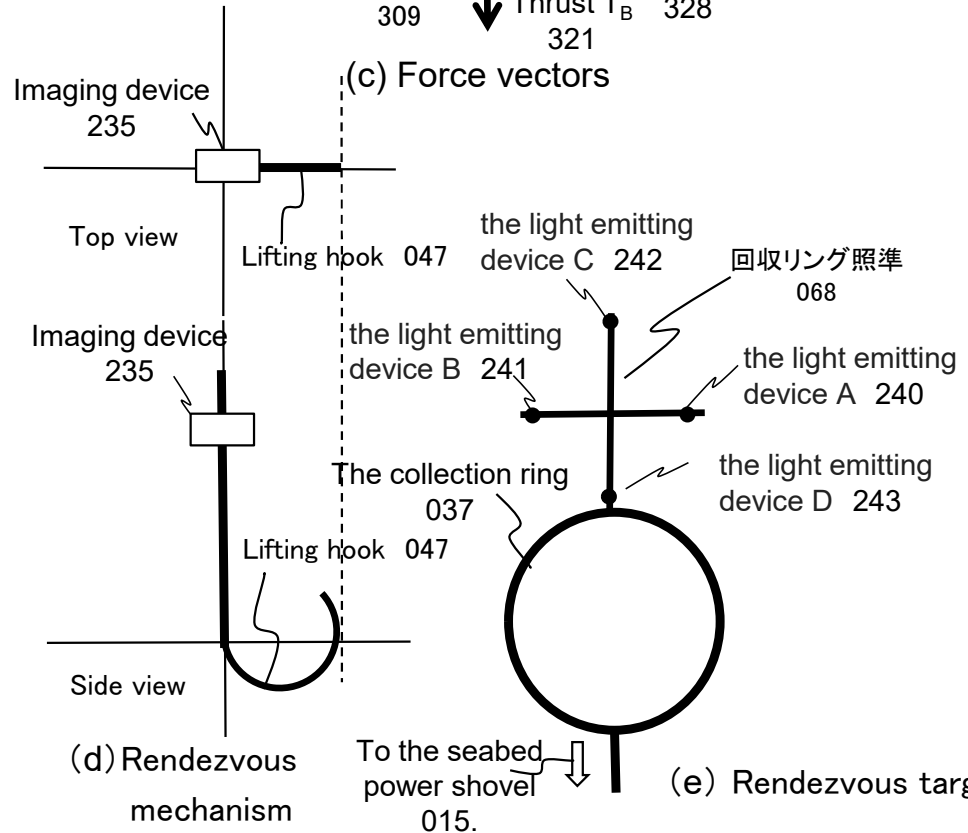 309
Thrust T_B 328
321
(c) Force vectors
Imaging device
235
Top view
Lifting hook 047
the light emitting
device C 242
回収リング照準
068
Imaging device
235
the light emitting
device B 241
the light emitting
device A 240
The collection ring
037
the light emitting
device D 243
Lifting hook 047
Side view
(d) Rendezvous
mechanism
To the seabed
power shovel
015.
(e) Rendezvous targ